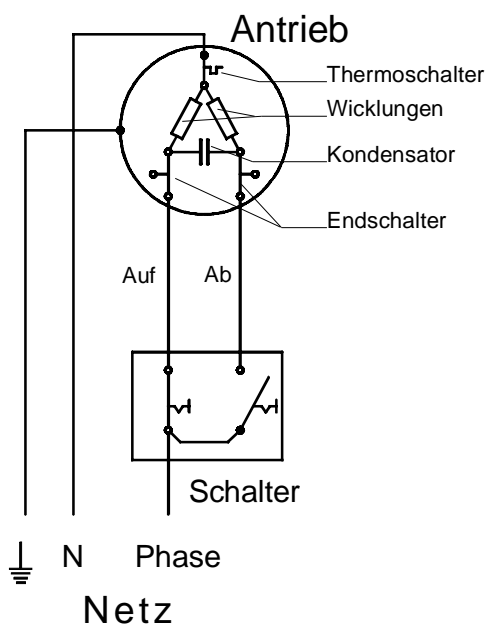 Antrieb
Thermoschalter
Wicklungen
Kondensator
Endschalter
Auf Ab
Schalter
N Phase
Netz